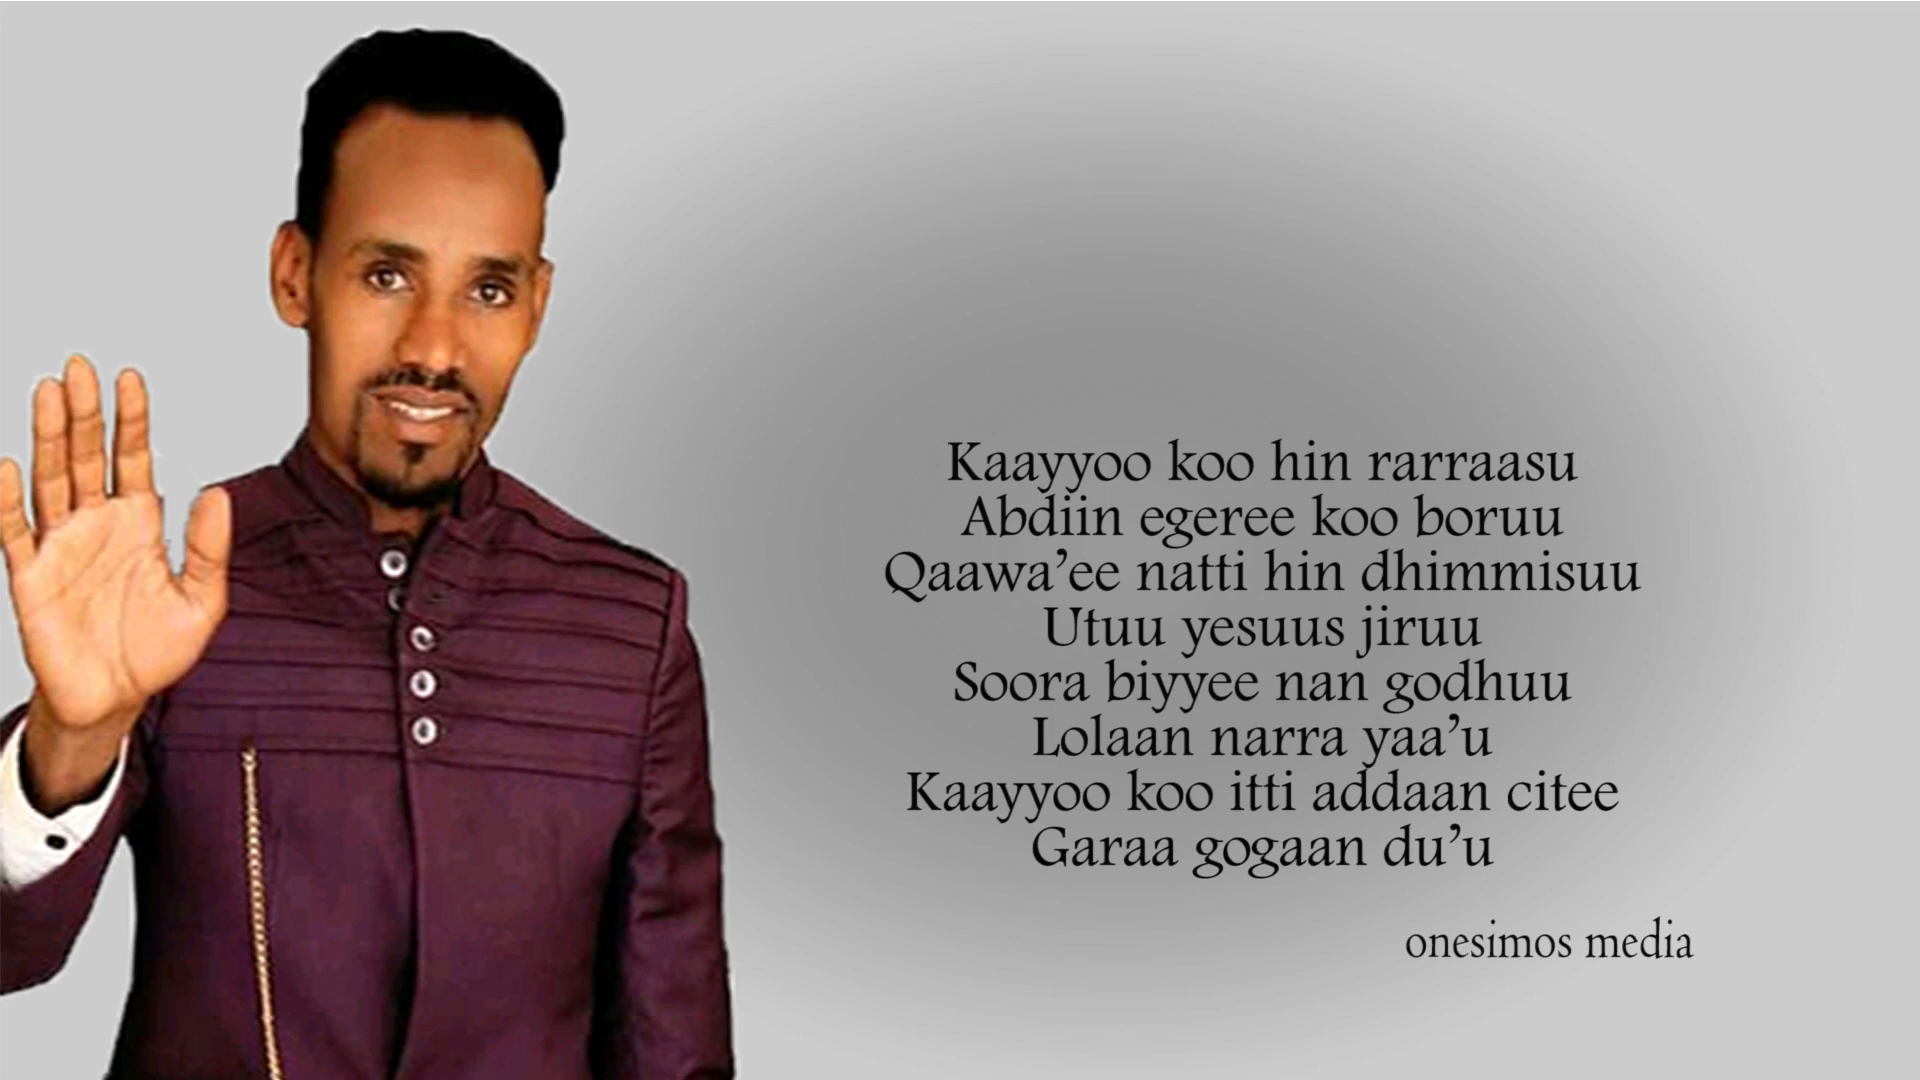 Kaayyoo koo hin rarraasu
Abdiin egeree koo boruu
Qaawa’ee natti hin dhimmisuu
Utuu yesuus jiruu
Soora biyyee nan godhuu
Lolaan narra yaa’u
Kaayyoo koo itti addaan citee
Garaa gogaan du’u
onesimos media